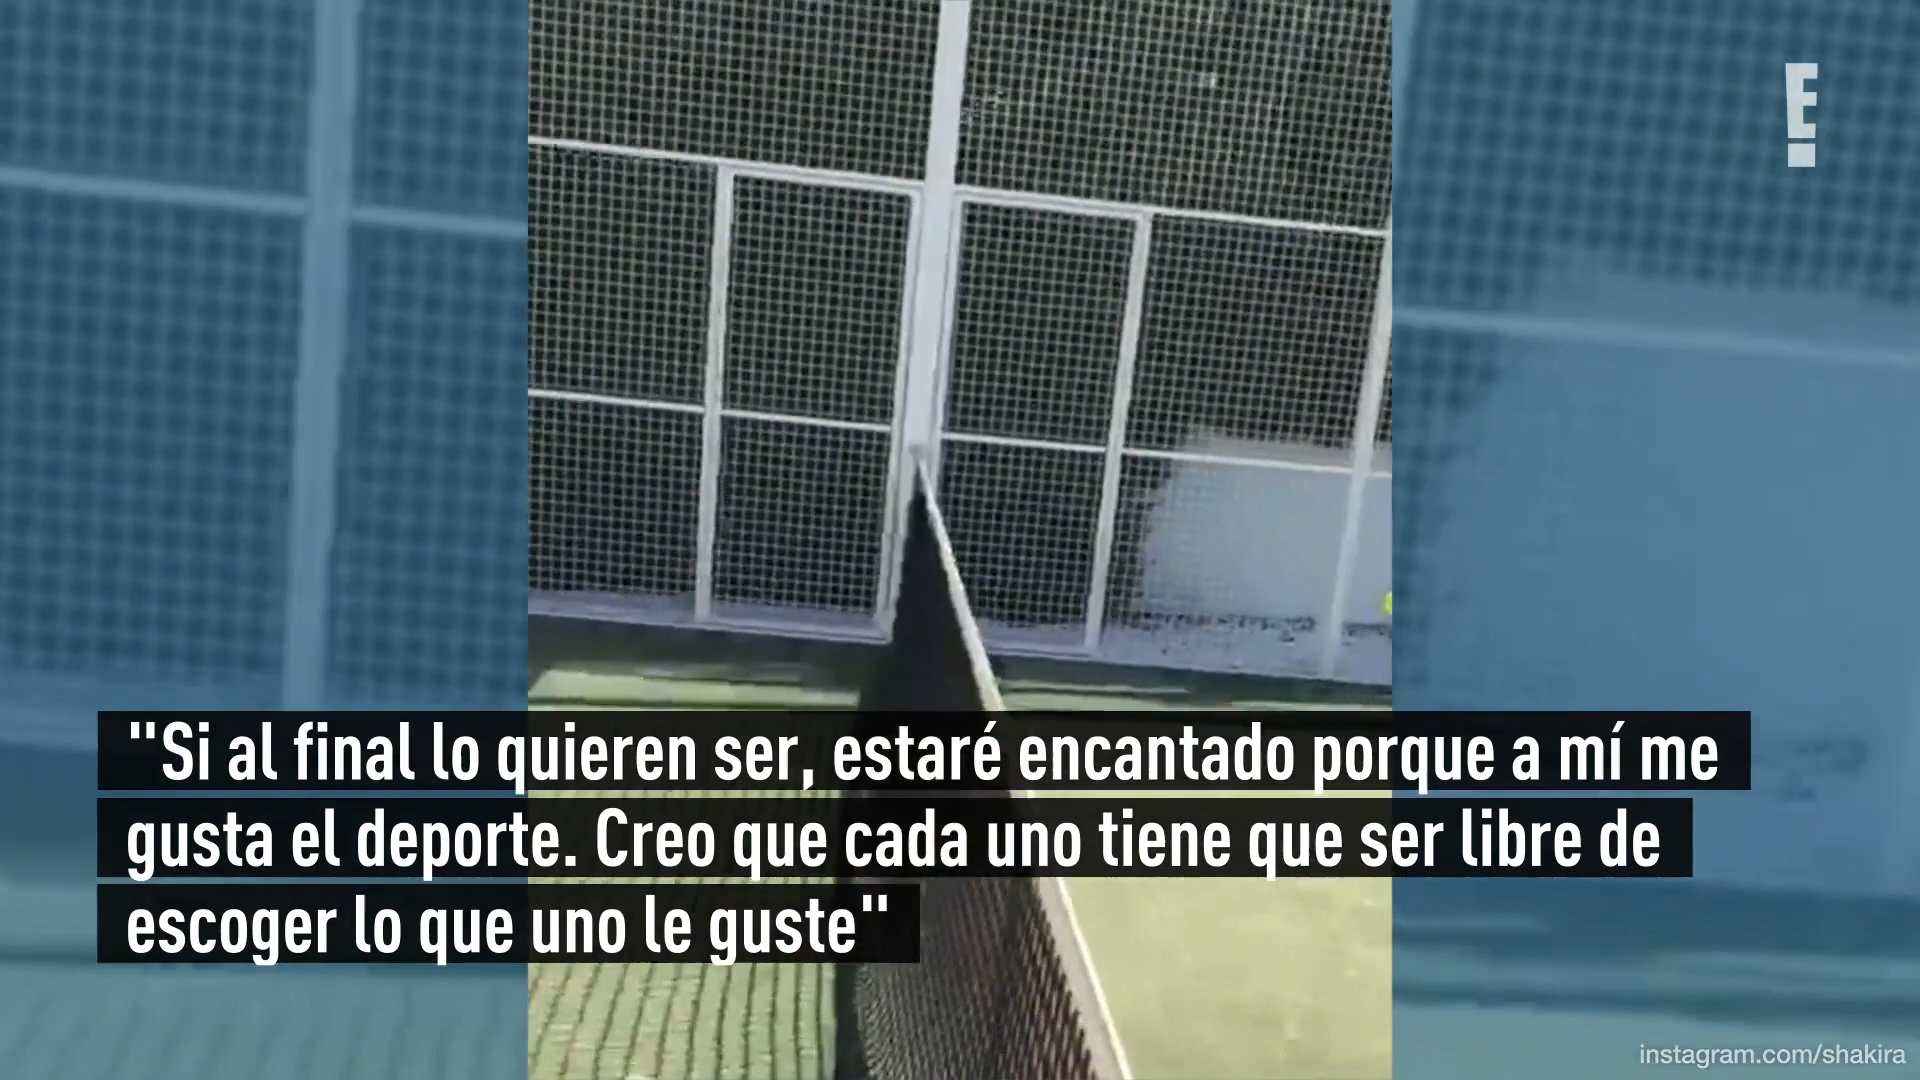 E!
"Si al final lo quieren ser, estaré encantado porque a mí me
gusta el deporte. Creo que cada uno tiene que ser libre de
escoger lo que uno le guste"
instagram.com/shakira